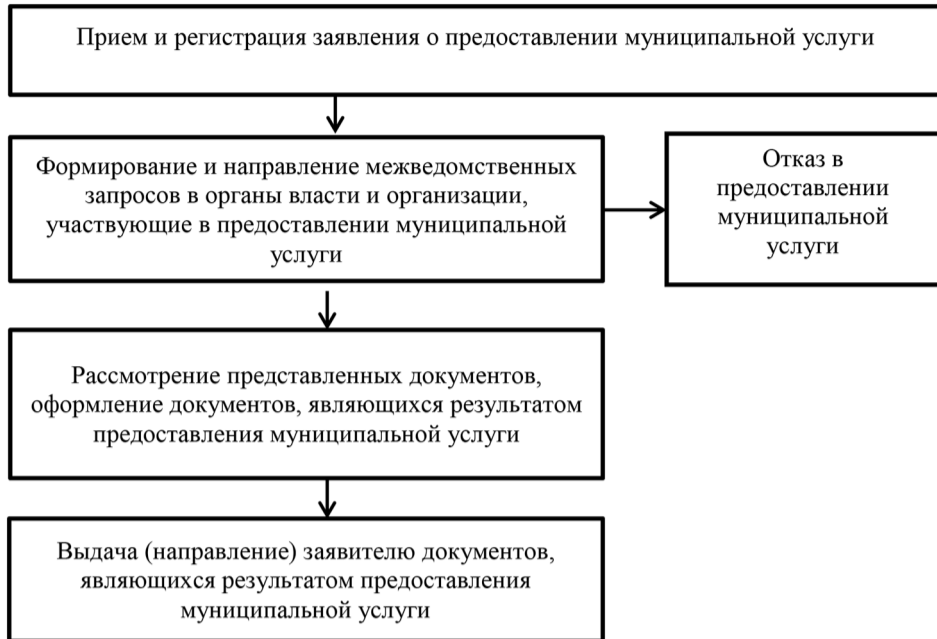 Прием и регистрация заявления о предоставлении муниципальной услуги
Формирование и направление межведомственных
запросов в органы власти и организации,
участвующие в предоставлении муниципальной
услуги
Отказ в
предоставлении
муниципальной
услуги
Рассмотрение представленных документов,
оформление документов, являющихся результатом
предоставления муниципальной услуги
Выдача (направление) заявителю документов,
являющихся результатом предоставления
муниципальной услуги